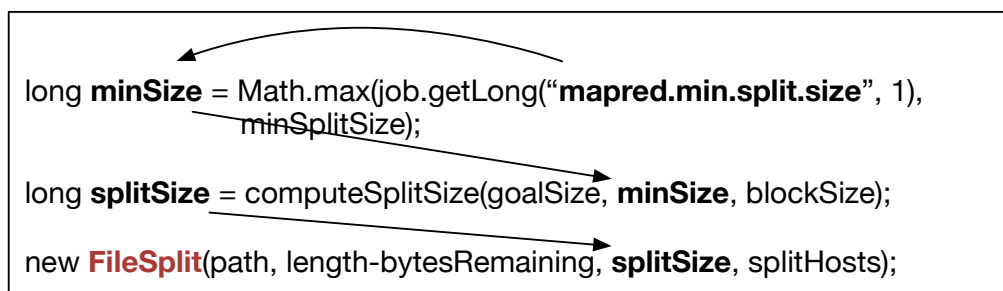 long minSize = Math.max(job.getLong(“mapred.min.split.size”, 1),
minSplitSize);
long splitSize = computeSplitSize(goalSize, minSize, blockSize);
new FileSplit(path, length-bytesRemaining, splitSize, splitHosts);